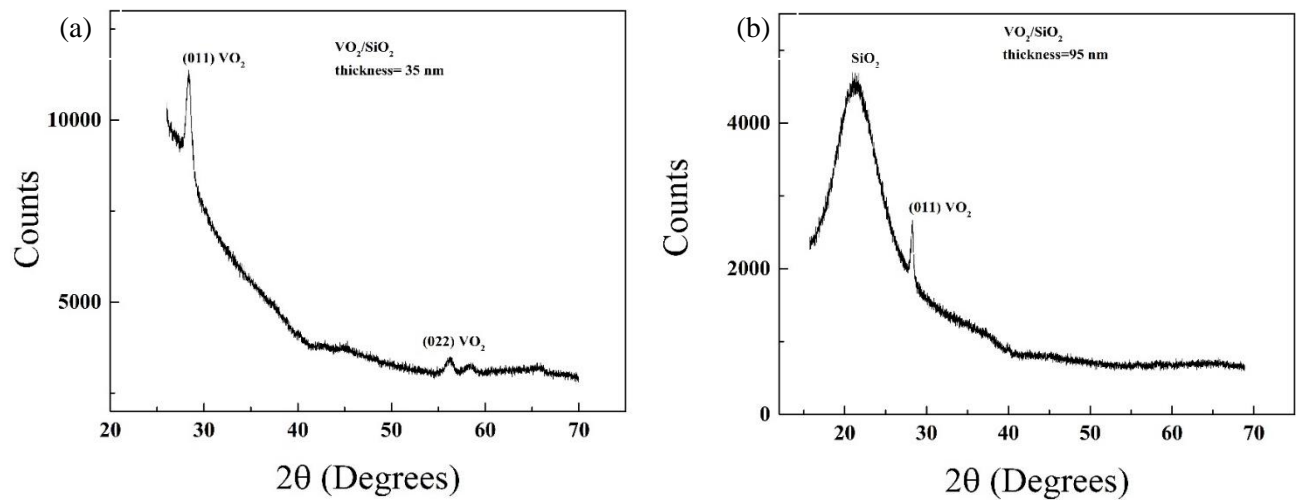 (a)
VO₂/SiO₂
thickness= 35 nm
(011) VO₂
(022) VO₂
Counts
10000
5000
20 30 40 50 60 70
2θ (Degrees)
(b)
VO₂/SiO₂
thickness=95 nm
SiO₂
(011) VO₂
Counts
6000
4000
2000
0
20 30 40 50 60 70
2θ (Degrees)